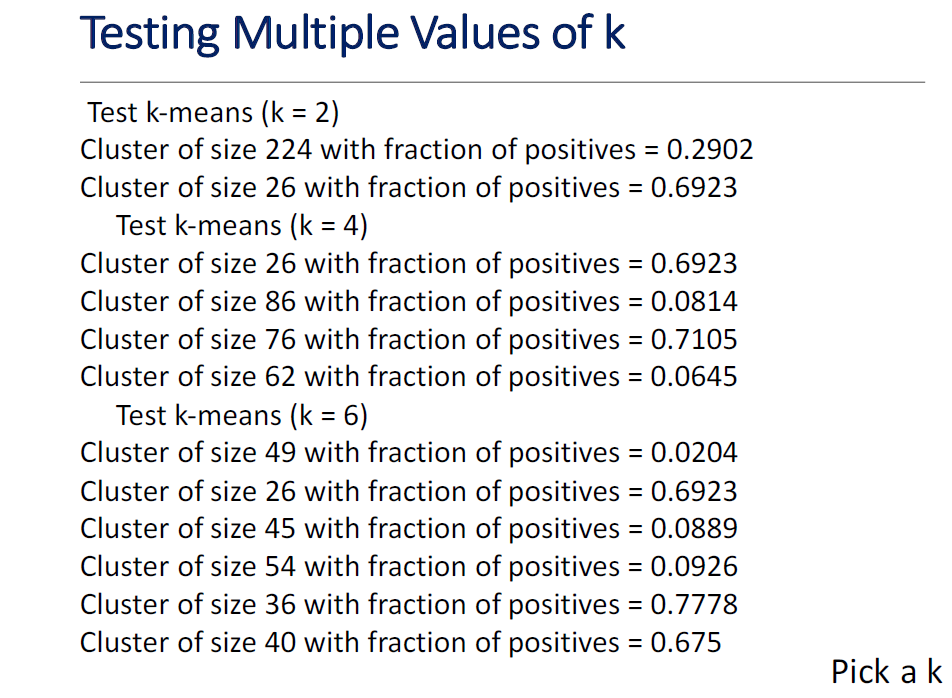 Testing Multiple Values of k
Test k-means (k = 2)
Cluster of size 224 with fraction of positives = 0.2902
Cluster of size 26 with fraction of positives = 0.6923
Test k-means (k = 4)
Cluster of size 26 with fraction of positives = 0.6923
Cluster of size 86 with fraction of positives = 0.0814
Cluster of size 76 with fraction of positives = 0.7105
Cluster of size 62 with fraction of positives = 0.0645
Test k-means (k = 6)
Cluster of size 49 with fraction of positives = 0.0204
Cluster of size 26 with fraction of positives = 0.6923
Cluster of size 45 with fraction of positives = 0.0889
Cluster of size 54 with fraction of positives = 0.0926
Cluster of size 36 with fraction of positives = 0.7778
Cluster of size 40 with fraction of positives = 0.675
Pick a k